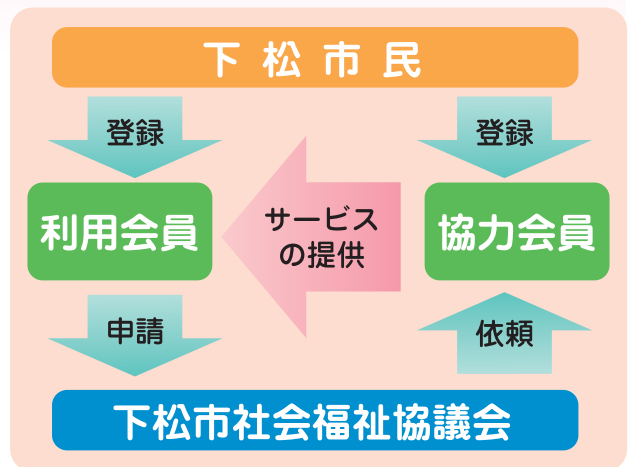 下松市民
登録
登録
利用会員
サービス
の提供
協力会員
申請
依頼
下松市社会福祉協議会